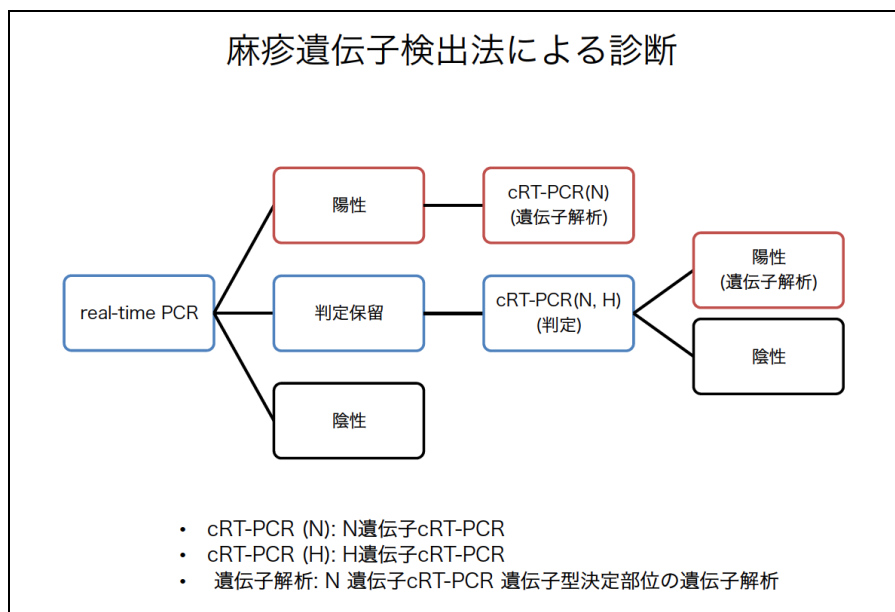 麻疹遺伝子検出法による診断
real-time PCR
陽性
cRT-PCR(N)
(遺伝子解析)
判定保留
cRT-PCR(N, H)
(判定)
陽性
(遺伝子解析)
陰性
陰性
• cRT-PCR (N): N遺伝子cRT-PCR
• cRT-PCR (H): H遺伝子cRT-PCR
• 遺伝子解析: N 遺伝子cRT-PCR 遺伝子型決定部位の遺伝子解析